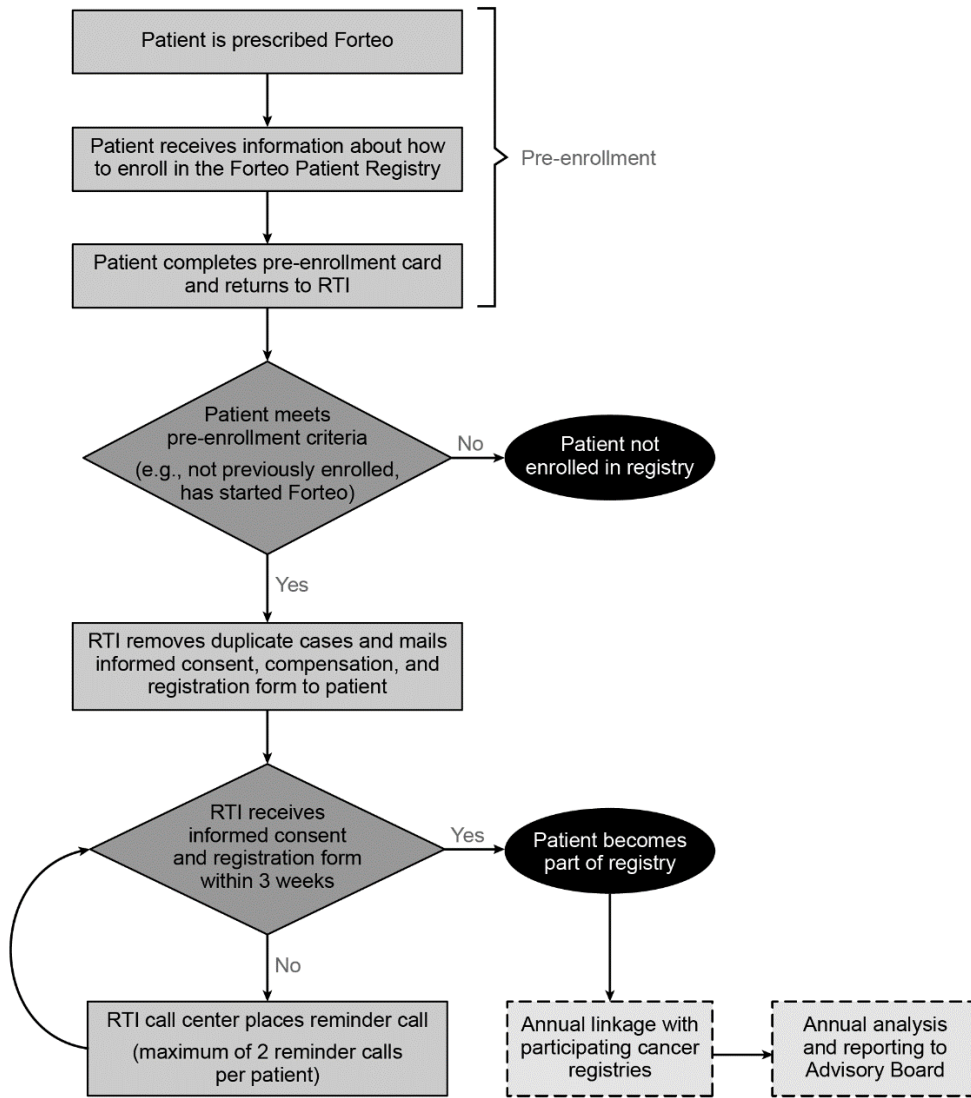 Patient is prescribed Forteo
Patient receives information about how
to enroll in the Forteo Patient Registry
Pre-enrollment
Patient completes pre-enrollment card
and returns to RTI
Patient meets
pre-enrollment criteria
(e.g., not previously enrolled,
has started Forteo)
No
Patient not
enrolled in registry
Yes
RTI removes duplicate cases and mails
informed consent, compensation, and
registration form to patient
RTI receives
informed consent
and registration form
within 3 weeks
Yes
Patient becomes
part of registry
No
RTI call center places reminder call
(maximum of 2 reminder calls
per patient)
Annual linkage with
participating cancer
registries
Annual analysis
and reporting to
Advisory Board